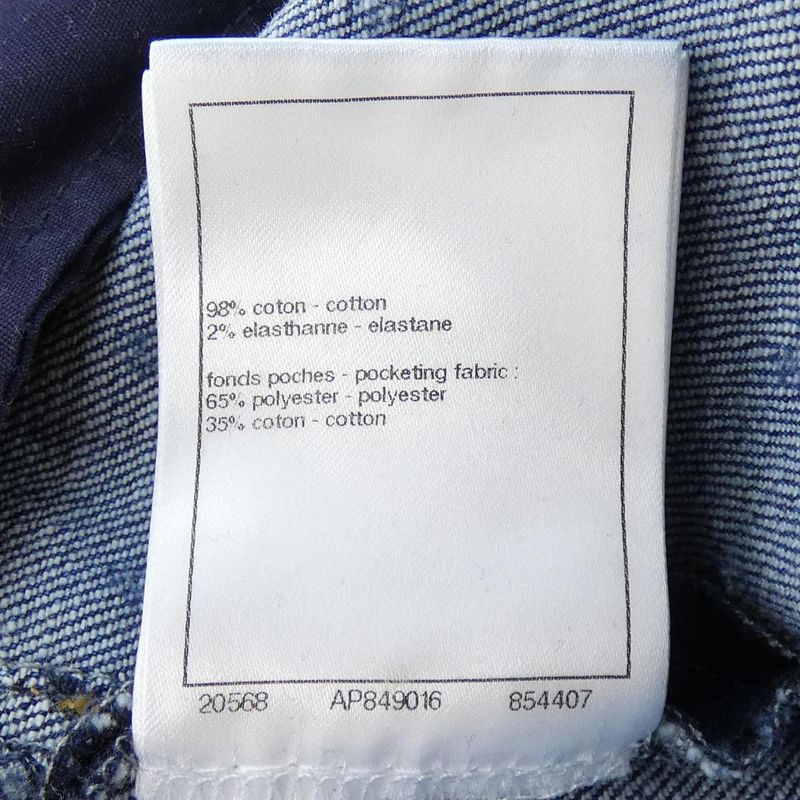 98% coton - cotton
2% elasthanne - elastane
fonds poches - pocketing fabric :
65% polyester - polyester
35% coton - cotton
20568 AP849016 854407